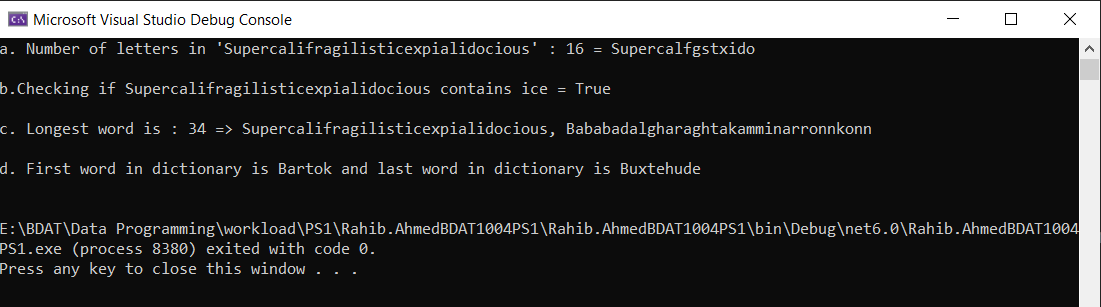 C:\ Microsoft Visual Studio Debug Console
a. Number of letters in 'Supercalifragilisticexpialidocious' : 16 = Supercalfgstxido
b.Checking if Supercalifragilisticexpialidocious contains ice = True
c. Longest word is : 34 => Supercalifragilisticexpialidocious, Bababadalgharaghtakamminarronnkonn
d. First word in dictionary is Bartok and last word in dictionary is Buxtehude
E:\BDAT\Data Programming\workload\PS1\Rahib.AhmedBDAT1004PS1\Rahib.AhmedBDAT1004PS1\bin\Debug\net6.0\Rahib.AhmedBDAT1004
PS1.exe (process 8380) exited with code 0.
Press any key to close this window . . .